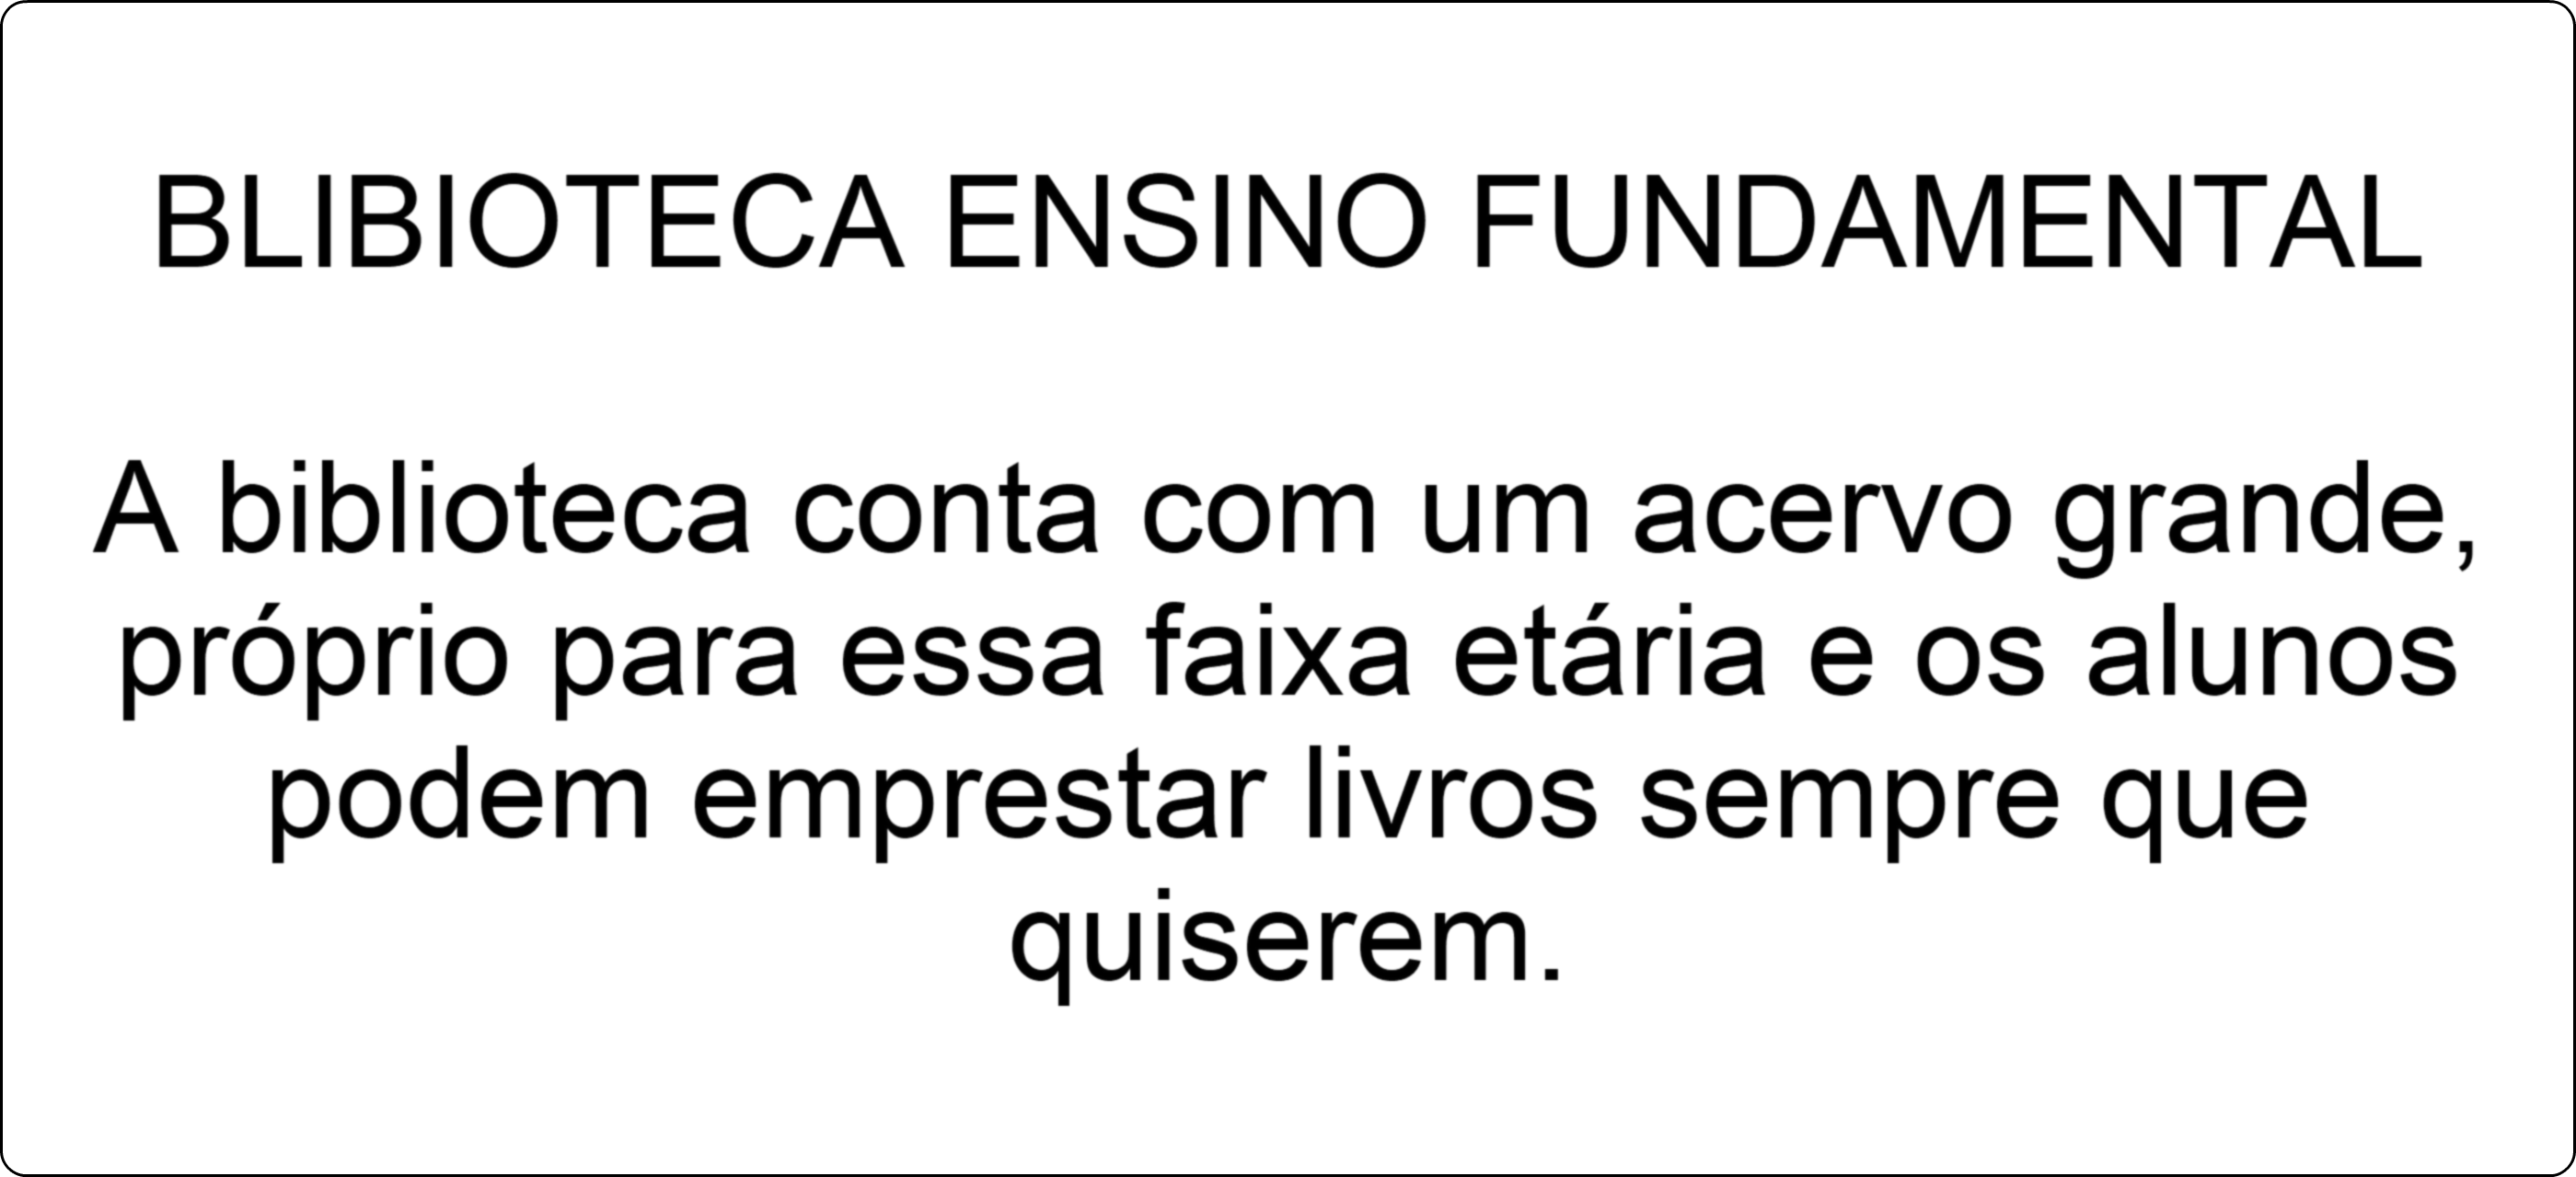 BLIBIOTECA ENSINO FUNDAMENTAL
A biblioteca conta com um acervo grande,
próprio para essa faixa etária e os alunos
podem emprestar livros sempre que
quiserem.